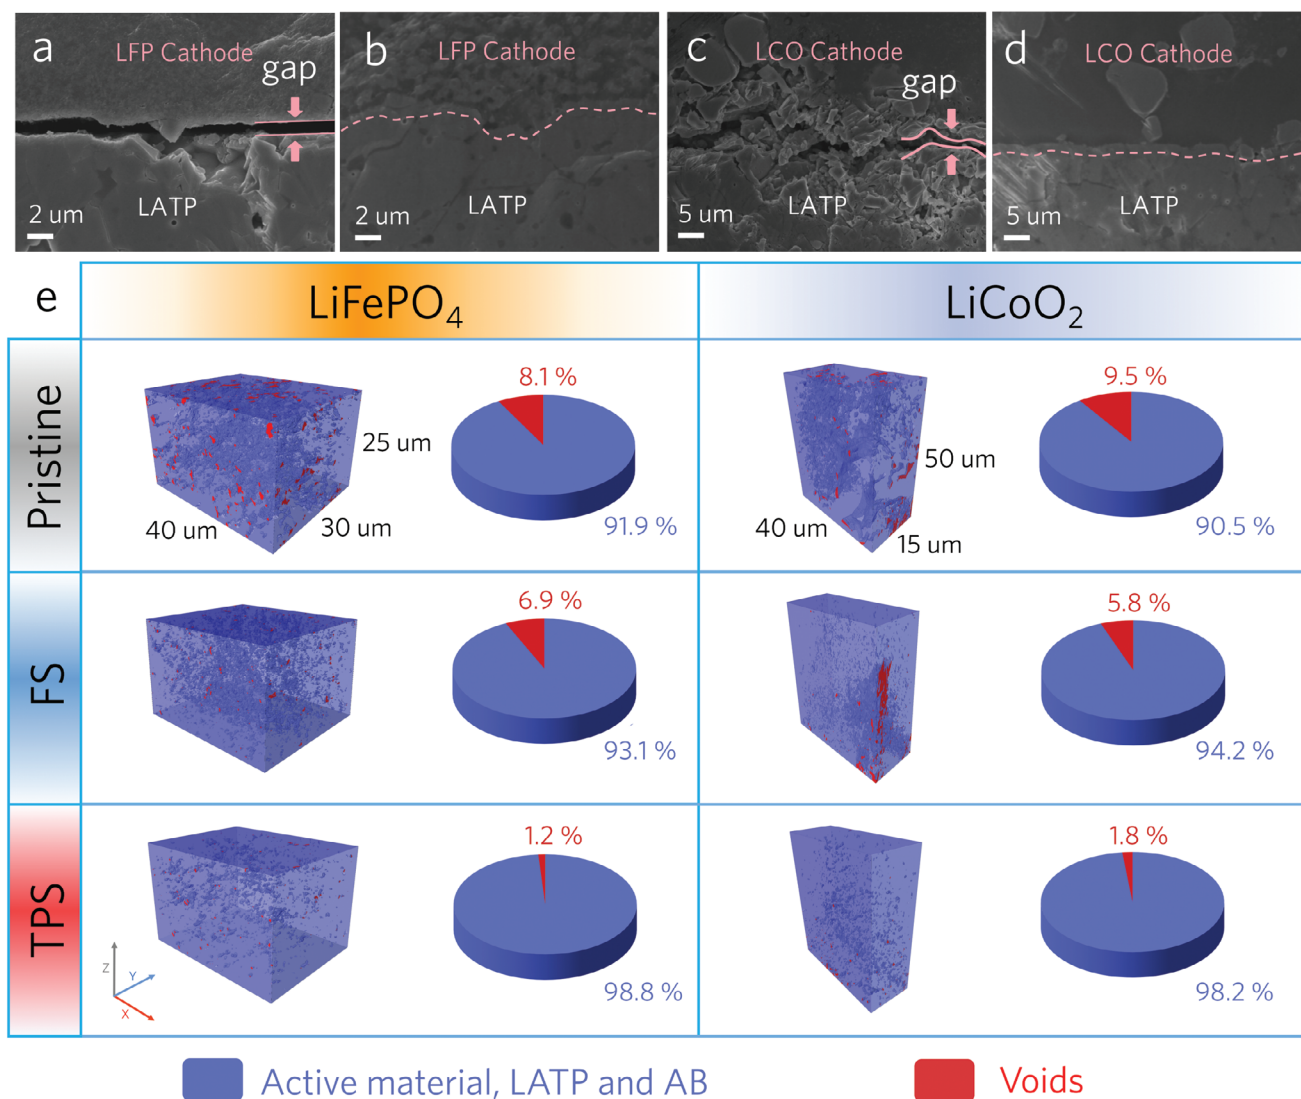 a
LFP Cathode
gap
LATP
2 um
b
LFP Cathode
LATP
2 um
c
LCO Cathode
gap
LATP
5 um
d
LCO Cathode
LATP
5 um
e
LiFePO4
LiCoO2
Pristine
25 um
40 um
30 um
8.1 %
91.9 %
50 um
40 um
15 um
9.5 %
90.5 %
FS
6.9 %
93.1 %
5.8 %
94.2 %
TPS
Z
Y
X
1.2 %
98.8 %
1.8 %
98.2 %
Active material, LATP and AB
Voids